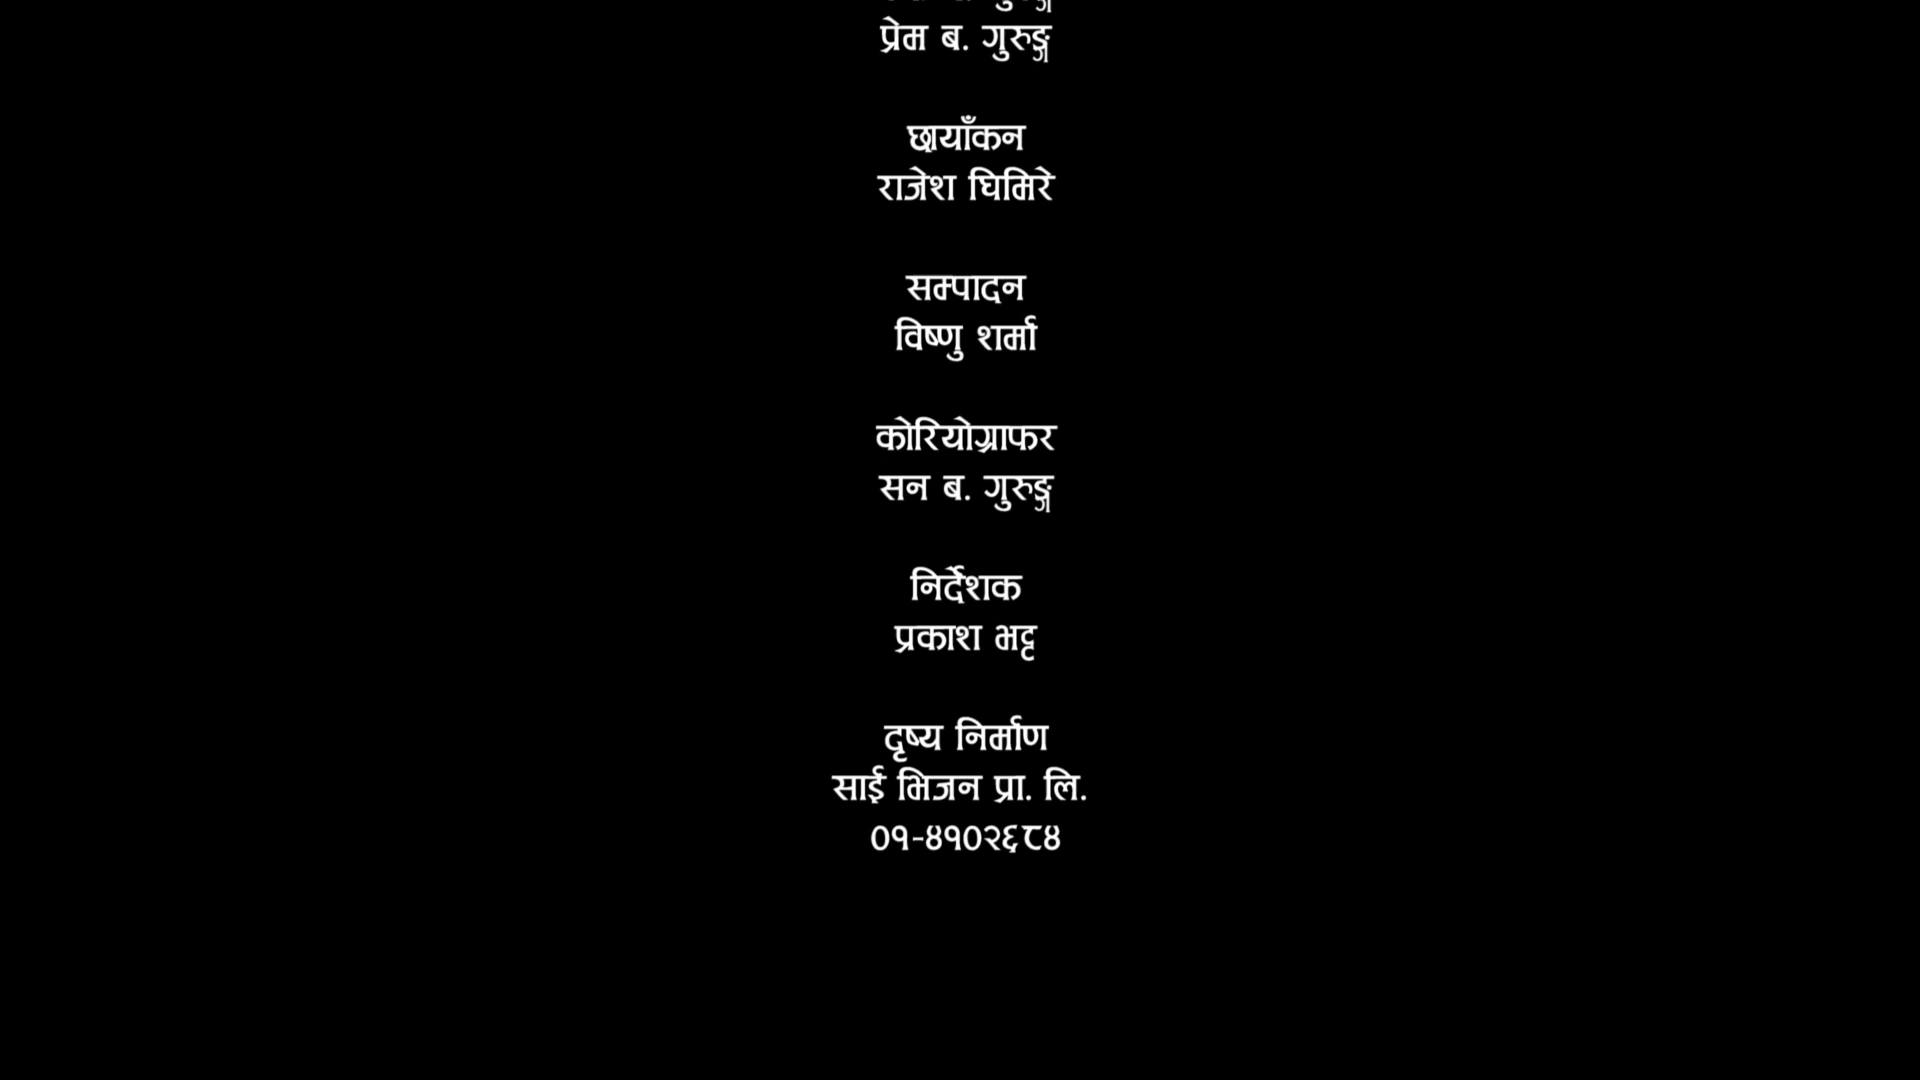 प्रेम ब. गुरुङ्ग
छायाँकन
राजेश घिमिरे
सम्पादन
विष्णु शर्मा
कोरियोग्राफर
सन ब. गुरुङ्ग
निर्देशक
प्रकाश भट्ट
दृष्य निर्माण
साई भिजन प्रा. लि.
०१-४१०२६८४